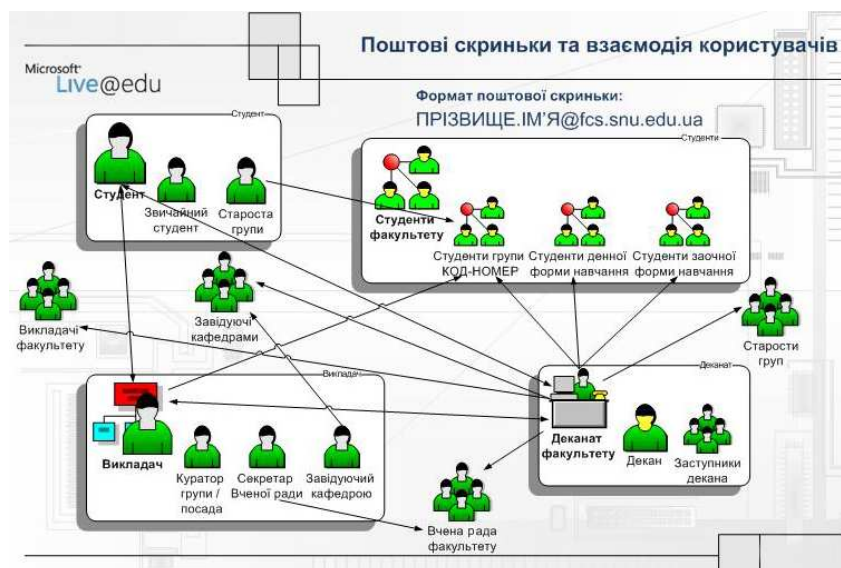 Поштові скриньки та взаємодія користувачів
Microsoft
Live@edu
Формат поштової скриньки:
ПРІЗВИЩЕ.ІМ'Я@fcs.snu.edu.ua
Студент
Студенти
Студент
Звичайний
студент
Староста
групи
Студенти
факультету
Студенти групи
КОД-НОМЕР
Студенти денної
форми навчання
Студенти заочної
форми навчання
Викладачі
факультету
Завідуючі
кафедрами
Старости
груп
Викладач
Деканат
Викладач
Куратор
групи /
посада
Секретар
Вченої ради
Завідуючий
кафедрою
Деканат
факультету
Декан
Заступники
декана
Вчена рада
факультету